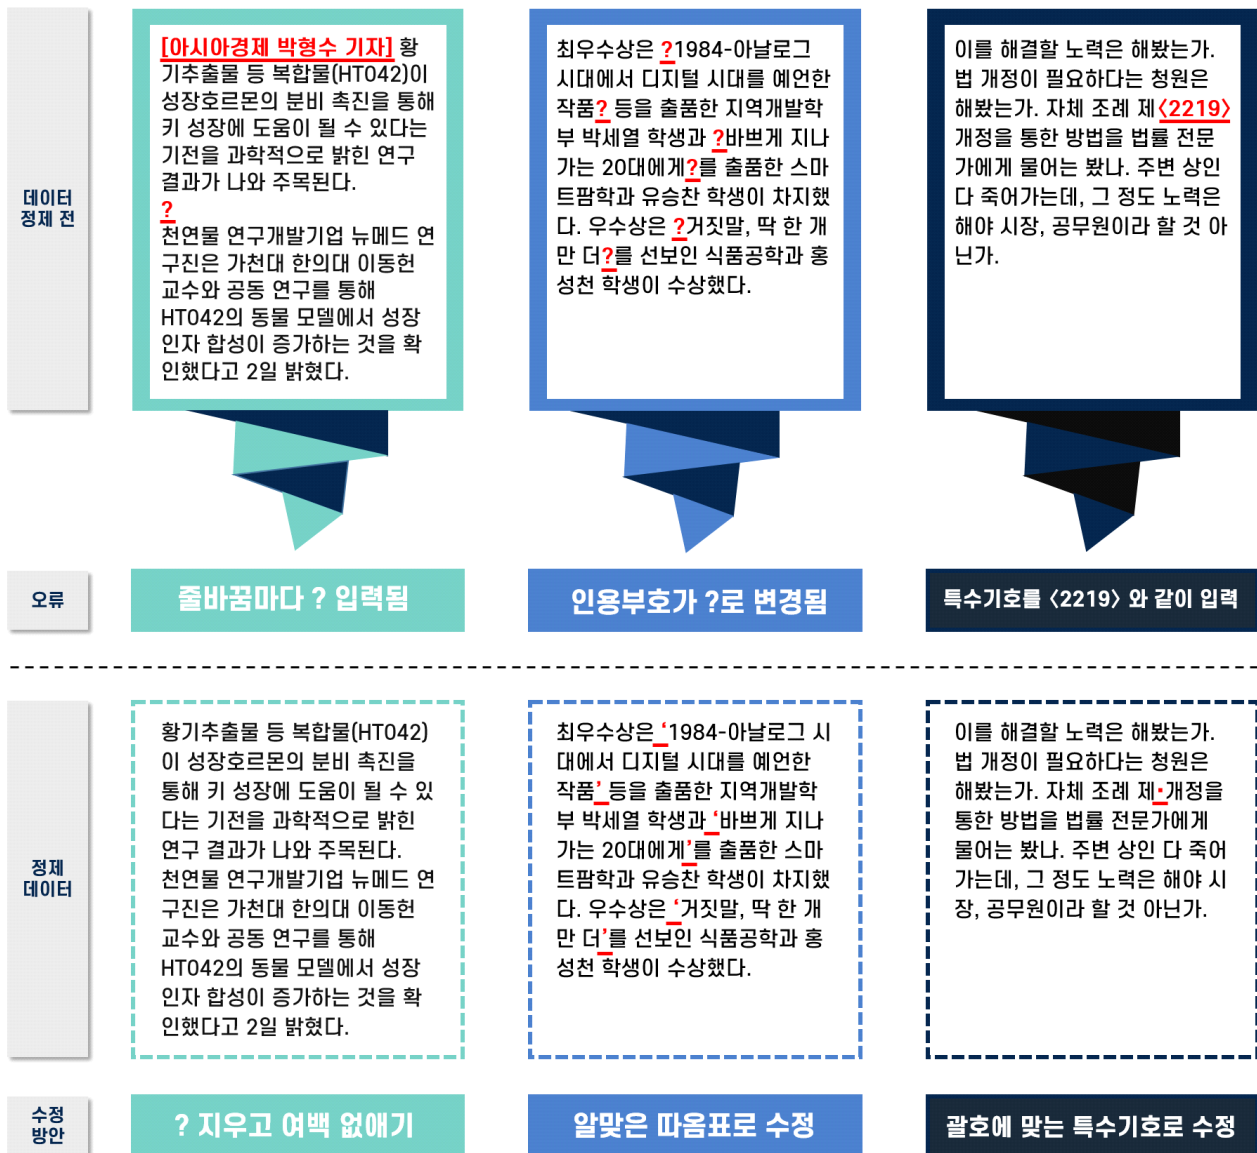 데이터
정제 전
[아시아경제 박형수 기자] 황
기추출물 등 복합물(HT042)이
성장호르몬의 분비 촉진을 통해
키 성장에 도움이 될 수 있다는
기전을 과학적으로 밝힌 연구
결과가 나와 주목된다.
?
천연물 연구개발기업 뉴메드 연
구진은 가천대 한의대 이동헌
교수와 공동 연구를 통해
HT042의 동물 모델에서 성장
인자 합성이 증가하는 것을 확
인했다고 2일 밝혔다.
최우수상은 ?1984-아날로그
시대에서 디지털 시대를 예언한
작품? 등을 출품한 지역개발학
부 박세열 학생과 ?바쁘게 지나
가는 20대에게?를 출품한 스마
트팜학과 유승찬 학생이 차지했
다. 우수상은 ?거짓말, 딱 한 개
만 더?를 선보인 식품공학과 홍
성천 학생이 수상했다.
이를 해결할 노력은 해봤는가.
법 개정이 필요하다는 청원은
해봤는가. 자체 조례 제〈2219〉
개정을 통한 방법을 법률 전문
가에게 물어는 봤나. 주변 상인
다 죽어가는데, 그 정도 노력은
해야 시장, 공무원이라 할 것 아
닌가.
오류
줄바꿈마다 ? 입력됨
인용부호가 ?로 변경됨
특수기호를 〈2219〉 와 같이 입력
정제
데이터
황기추출물 등 복합물(HT042)
이 성장호르몬의 분비 촉진을
통해 키 성장에 도움이 될 수 있
다는 기전을 과학적으로 밝힌
연구 결과가 나와 주목된다.
천연물 연구개발기업 뉴메드 연
구진은 가천대 한의대 이동헌
교수와 공동 연구를 통해
HT042의 동물 모델에서 성장
인자 합성이 증가하는 것을 확
인했다고 2일 밝혔다.
최우수상은 ‘1984-아날로그 시
대에서 디지털 시대를 예언한
작품’ 등을 출품한 지역개발학
부 박세열 학생과 ‘바쁘게 지나
가는 20대에게’를 출품한 스마
트팜학과 유승찬 학생이 차지했
다. 우수상은 ‘거짓말, 딱 한 개
만 더’를 선보인 식품공학과 홍
성천 학생이 수상했다.
이를 해결할 노력은 해봤는가.
법 개정이 필요하다는 청원은
해봤는가. 자체 조례 제·개정을
통한 방법을 법률 전문가에게
물어는 봤나. 주변 상인 다 죽어
가는데, 그 정도 노력은 해야 시
장, 공무원이라 할 것 아닌가.
수정
방안
? 지우고 여백 없애기
알맞은 따옴표로 수정
괄호에 맞는 특수기호로 수정